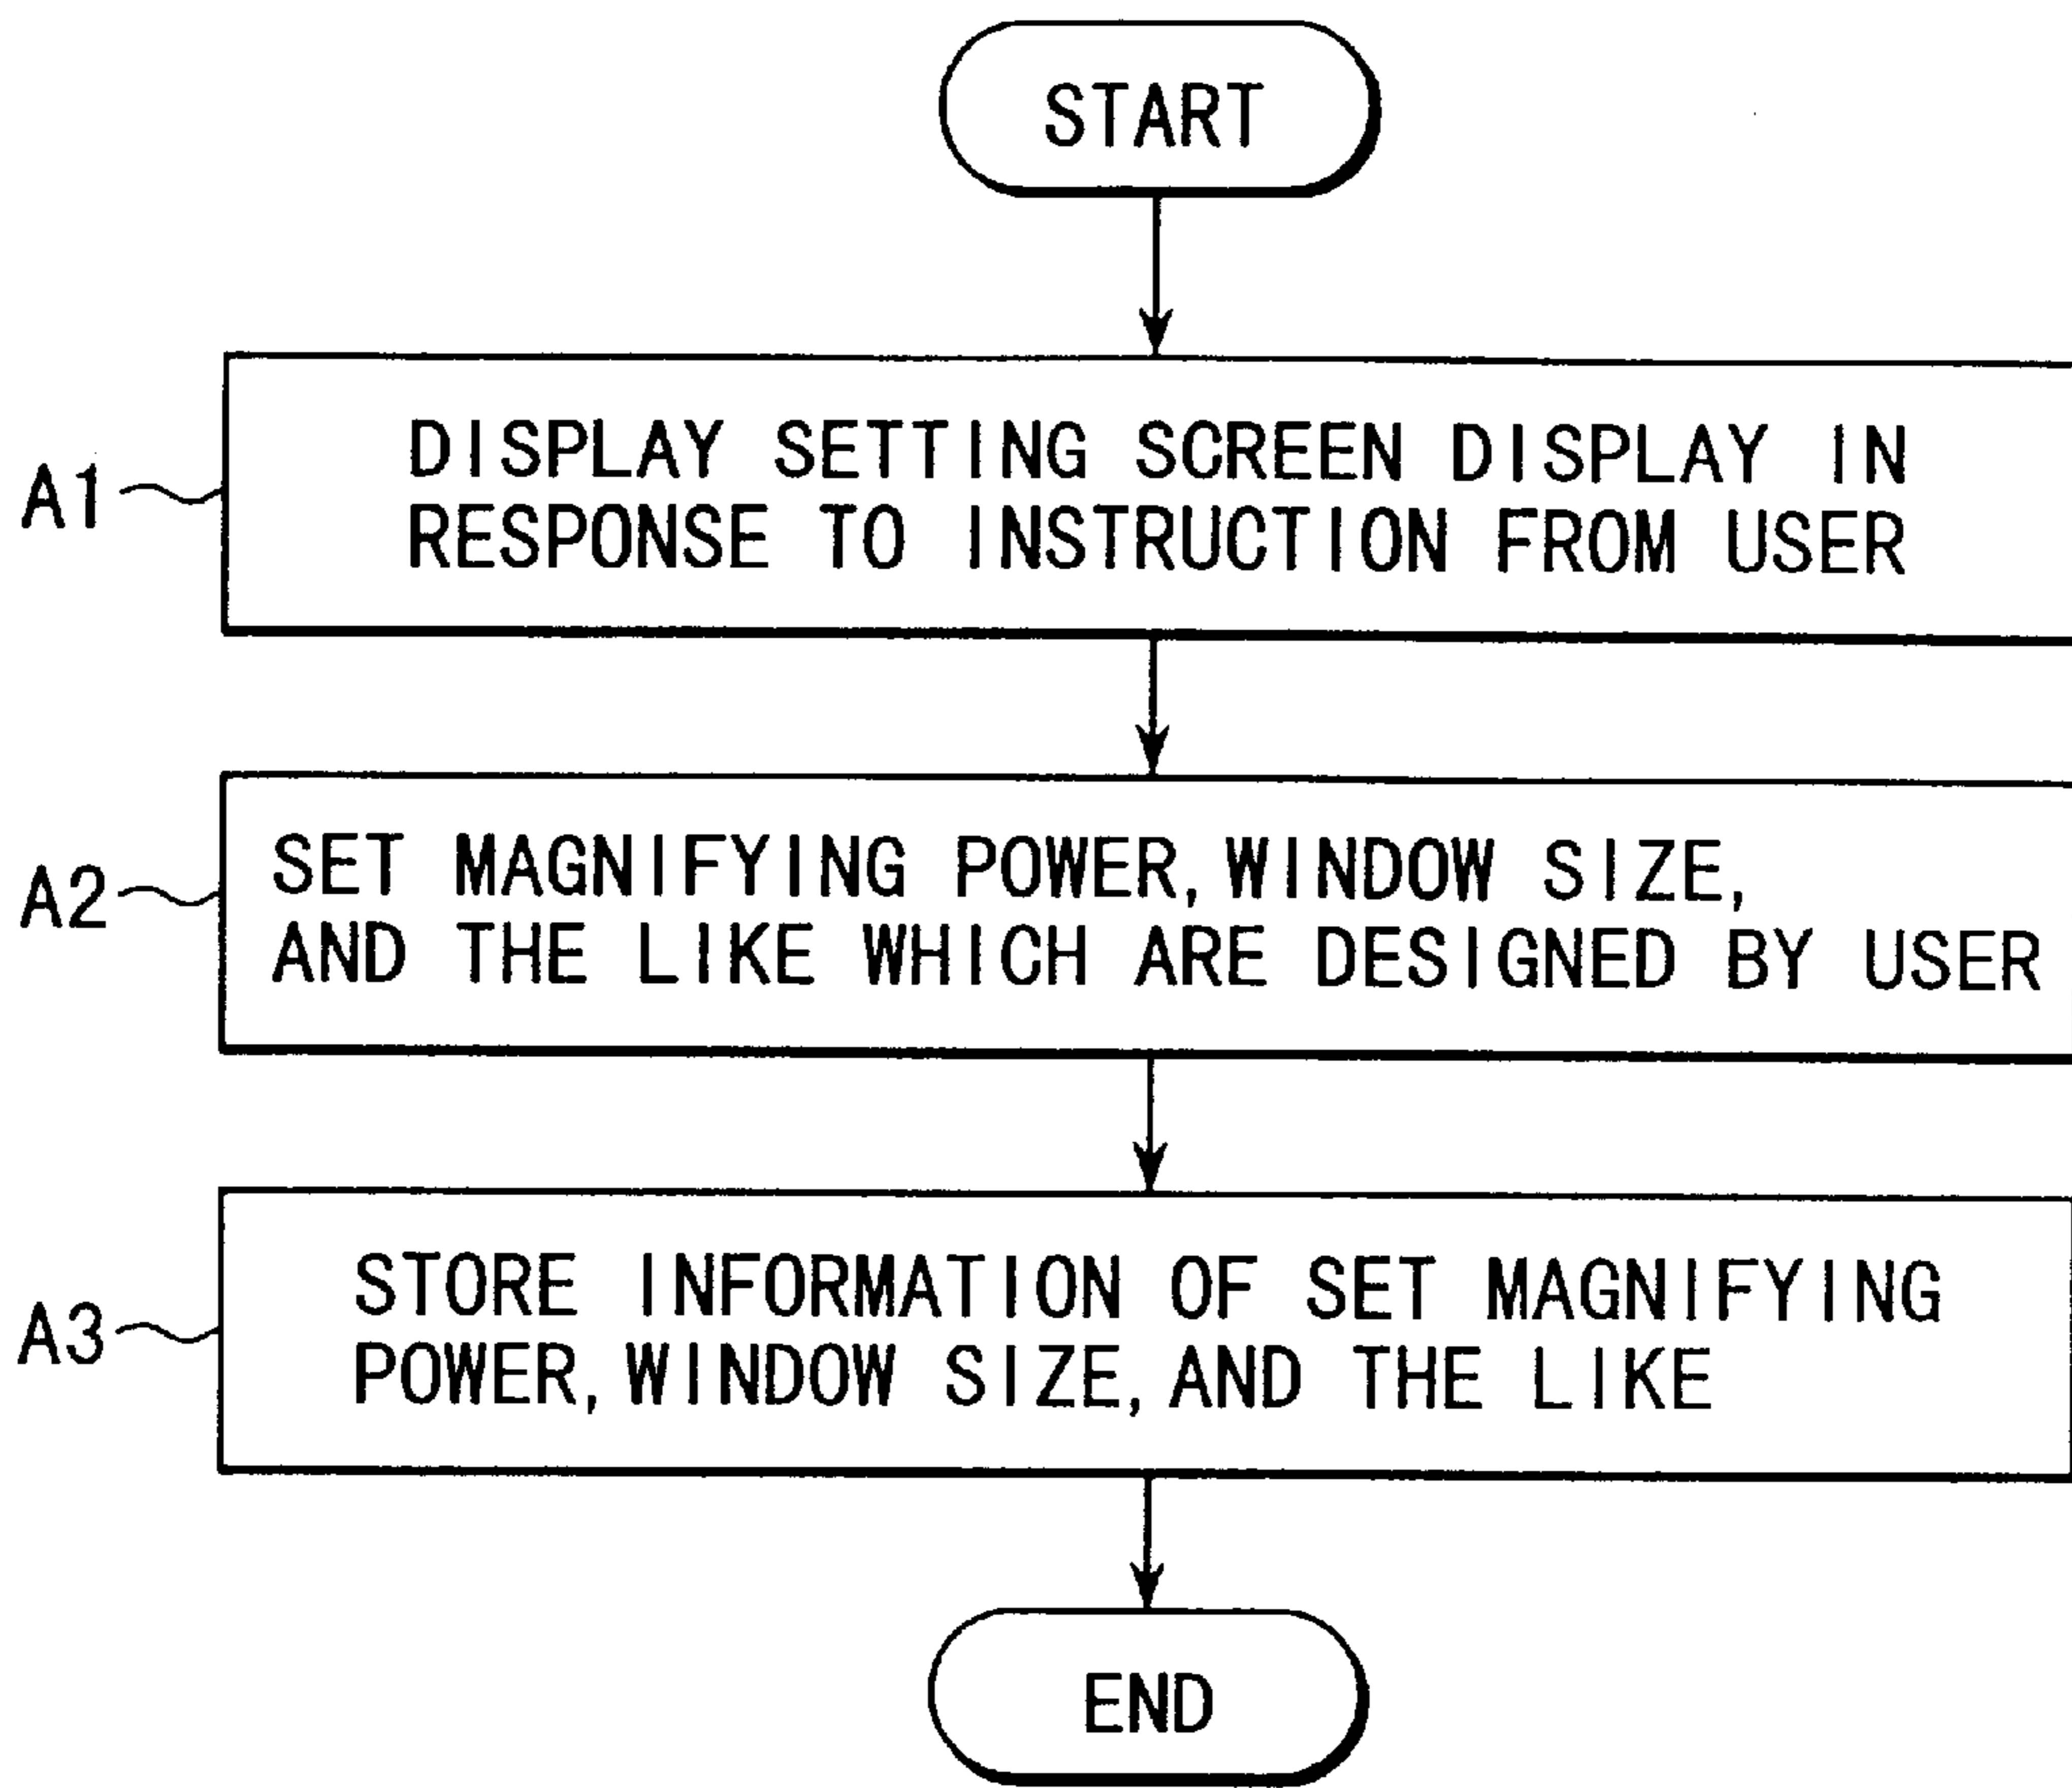 START
A1
DISPLAY SETTING SCREEN DISPLAY IN
RESPONSE TO INSTRUCTION FROM USER
A2
SET MAGNIFYING POWER, WINDOW SIZE,
AND THE LIKE WHICH ARE DESIGNED BY USER
A3
STORE INFORMATION OF SET MAGNIFYING
POWER, WINDOW SIZE, AND THE LIKE
END